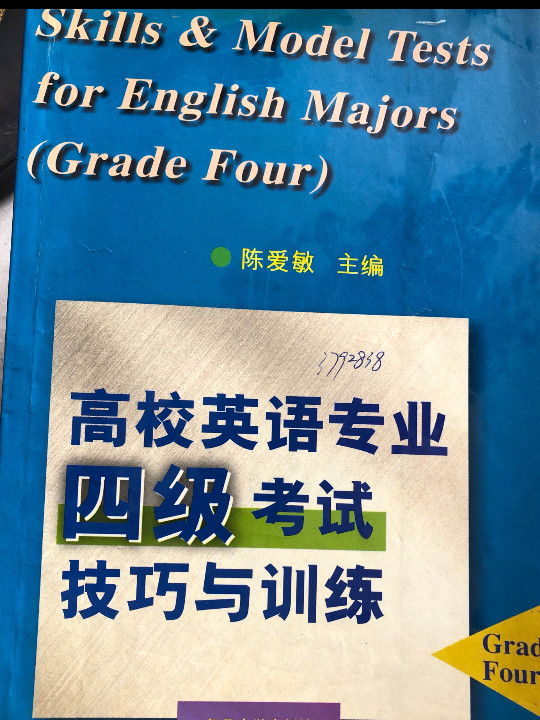 Skills & Model Tests
for English Majors
(Grade Four)
陈爱敏 主编
3792838
高校英语专业
四级考试
技巧与训练
Grad
Four